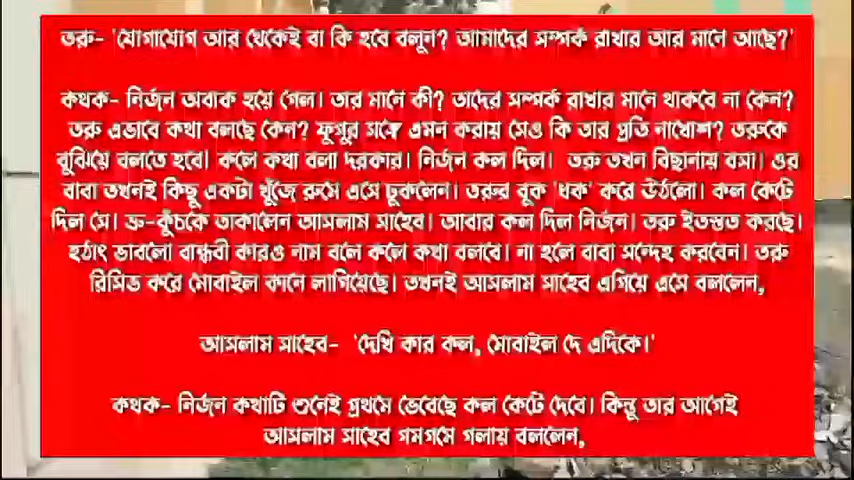 তরু- 'যোগাযোগ আর থেকেই বা কি হবে বলুন? আমাদের সম্পর্ক রাখার আর মানে আছে?'
কথক- নির্জন অবাক হয়ে গেল। তার মানে কী? তাদের সম্পর্ক রাখার মানে থাকবে না কেন?
তরু এভাবে কথা বলছে কেন? ফুপুর সঙ্গে এমন করায় সেও কি তার প্রতি নাখোশ? তরুকে
বুঝিয়ে বলতে হবে। কলে কথা বলা দরকার। নির্জন কল দিল। তরু তখন বিছানায় বসা। ওর
বাবা তখনই কিছু একটা খুঁজে রুমে এসে ঢুকলেন। তরুর বুক 'ধক' করে উঠলো। কল কেটে
দিল সে। ভ্রু-কুঁচকে তাকালেন আসলাম সাহেব। আবার কল দিল নির্জন। তরু ইতস্তত করছে।
হঠাৎ ভাবলো বান্ধবী কারও নাম বলে কলে কথা বলবে। না হলে বাবা সন্দেহ করবেন। তরু
রিসিভ করে মোবাইল কানে লাগিয়েছে। তখনই আসলাম সাহেব এগিয়ে এসে বললেন,
আসলাম সাহেব- 'দেখি কার কল, মোবাইল দে এদিকে।'
কথক- নির্জন কথাটি শুনেই প্রথমে ভেবেছে কল কেটে দেবে। কিন্তু তার আগেই
আসলাম সাহেব গমগমে গলায় বললেন,